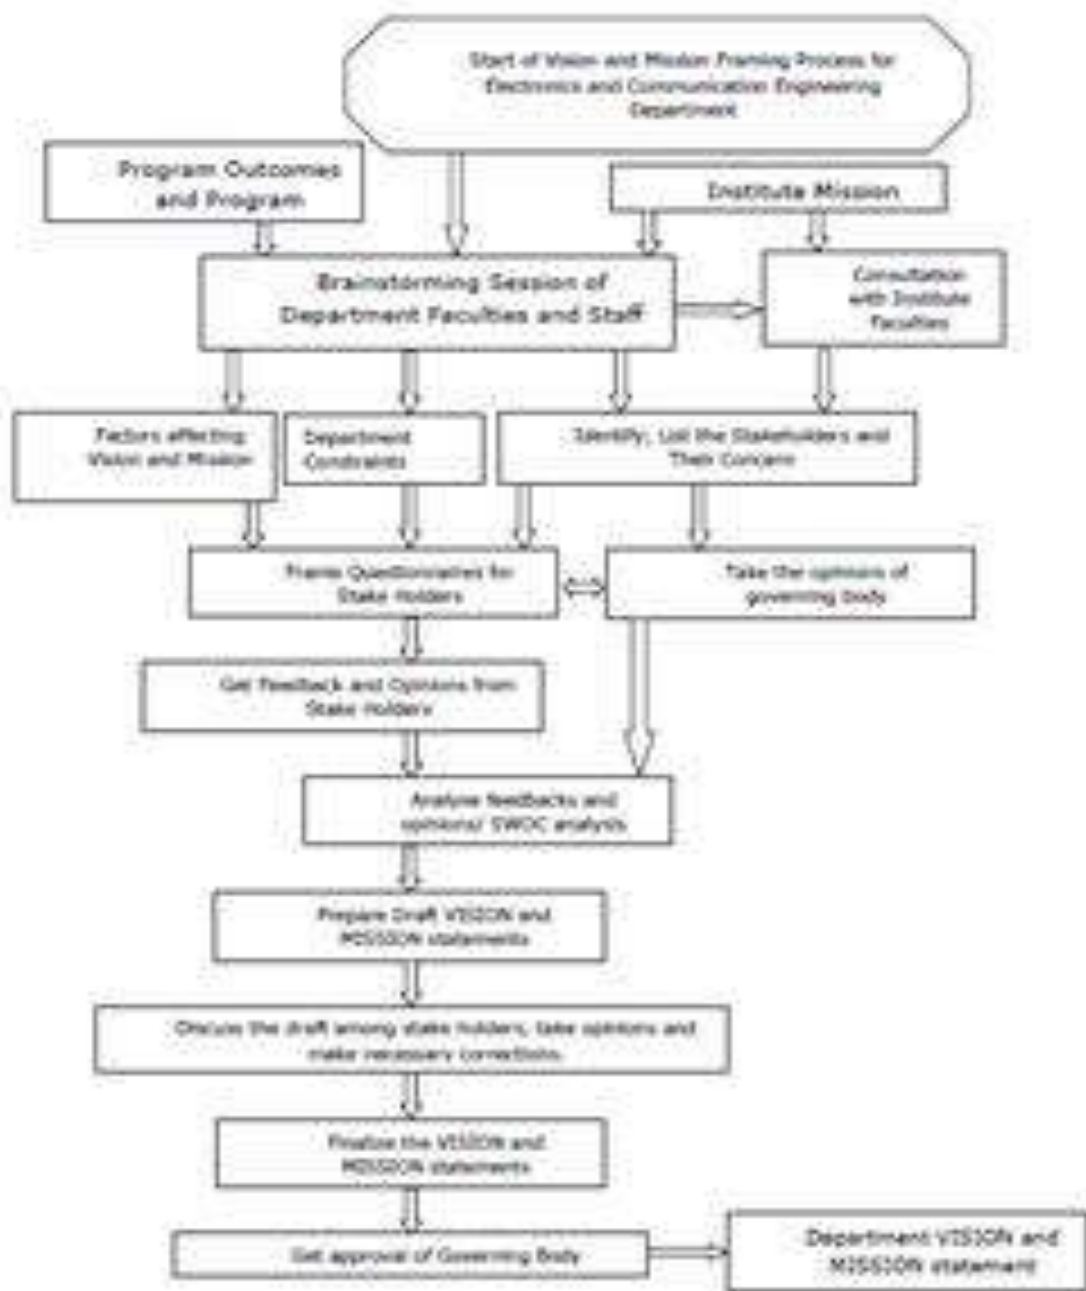 Start of Vision and Mission Framing Process for
Electronics and Communication Engineering
Department
Program Outcomes
and Program
Institute Mission
Brainstorming Session of
Department Faculties and Staff
Consultation
with Institute
Faculties
Factors affecting
Vision and Mission
Department
Constraints
Identify, List the Stakeholders and
Their Concern
Frame Questionnaires for
Stake Holders
Take the opinions of
governing body
Get Feedback and Opinions from
Stake Holders
Analyse feedbacks and
opinions/ SWOC analysis
Prepare Draft VISION and
MISSION statements
Discuss the draft among stake holders, take opinions and
make necessary corrections.
Finalize the VISION and
MISSION statements
Get approval of Governing Body
Department VISION and
MISSION statement